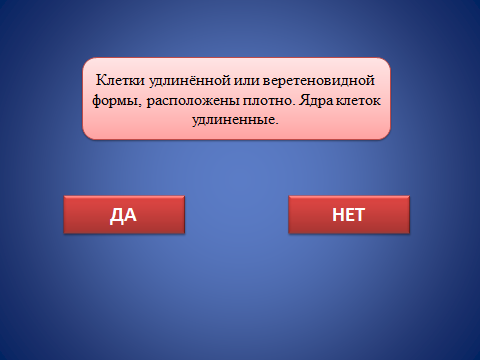 Клетки удлинённой или веретеновидной
формы, расположены плотно. Ядра клеток
удлиненные.
ДА
НЕТ